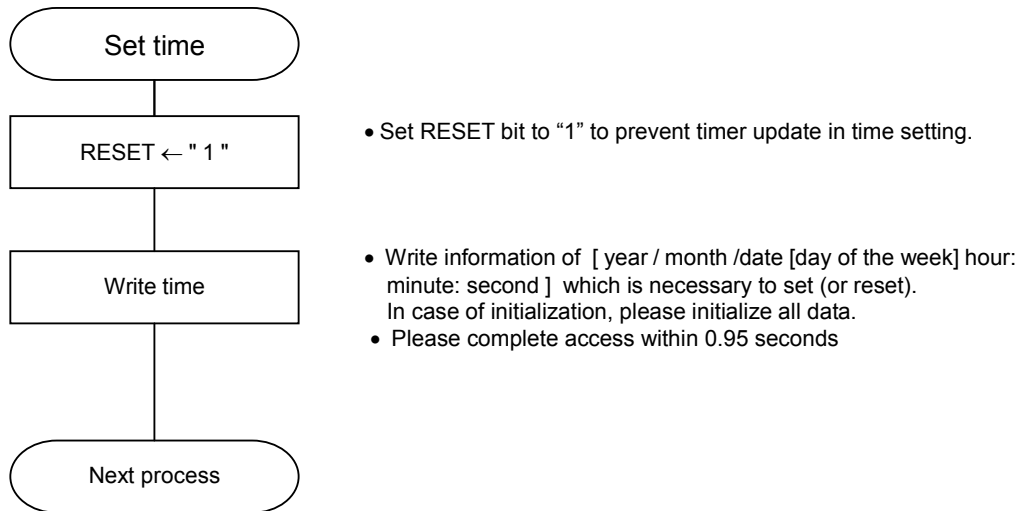 Set time
RESET ← " 1 "
• Set RESET bit to “1” to prevent timer update in time setting.
Write time
• Write information of [ year / month /date [day of the week] hour:
minute: second ] which is necessary to set (or reset).
In case of initialization, please initialize all data.
• Please complete access within 0.95 seconds
Next process